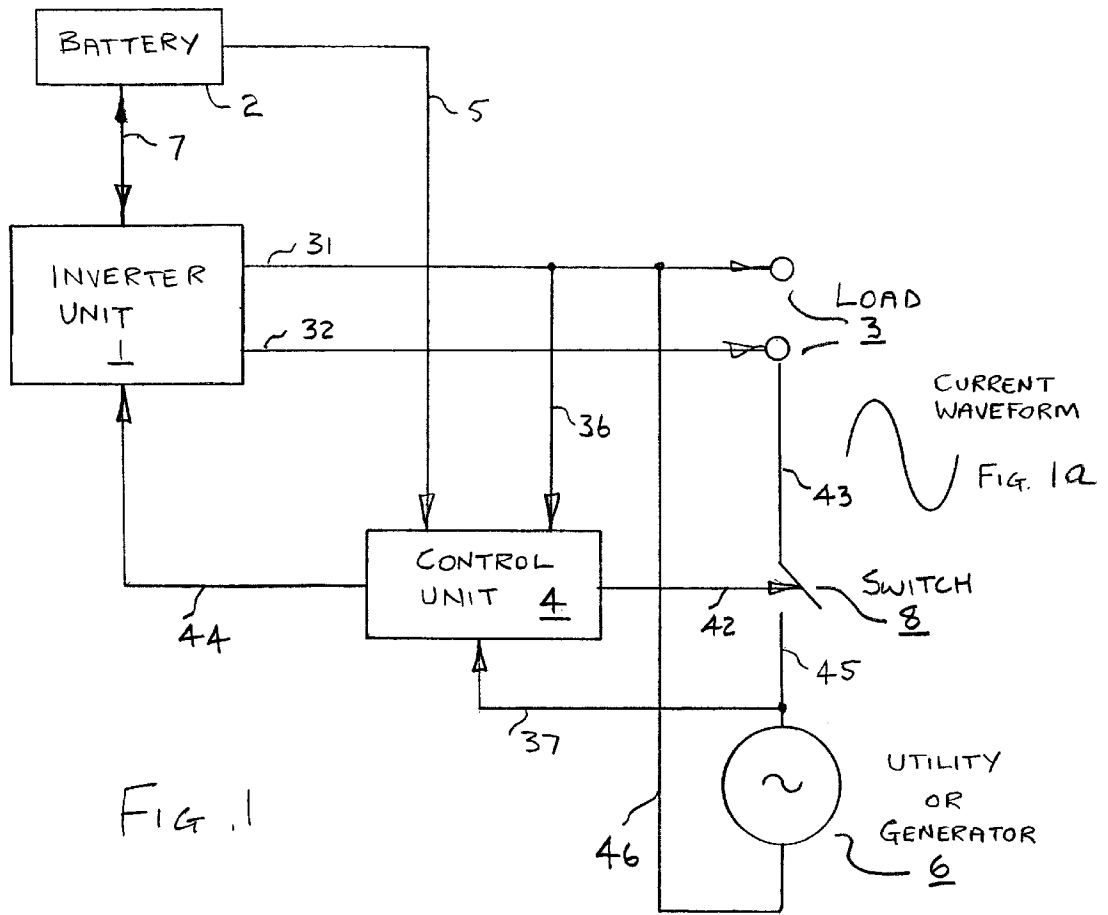 BATTERY
2
5
7
31
INVERTER
UNIT
1
32
LOAD
3
CURRENT
WAVEFORM
36
43
FIG. 1a
CONTROL
UNIT 4
SWITCH
8
44
42
45
37
UTILITY
OR
GENERATOR
6
FIG. 1
46